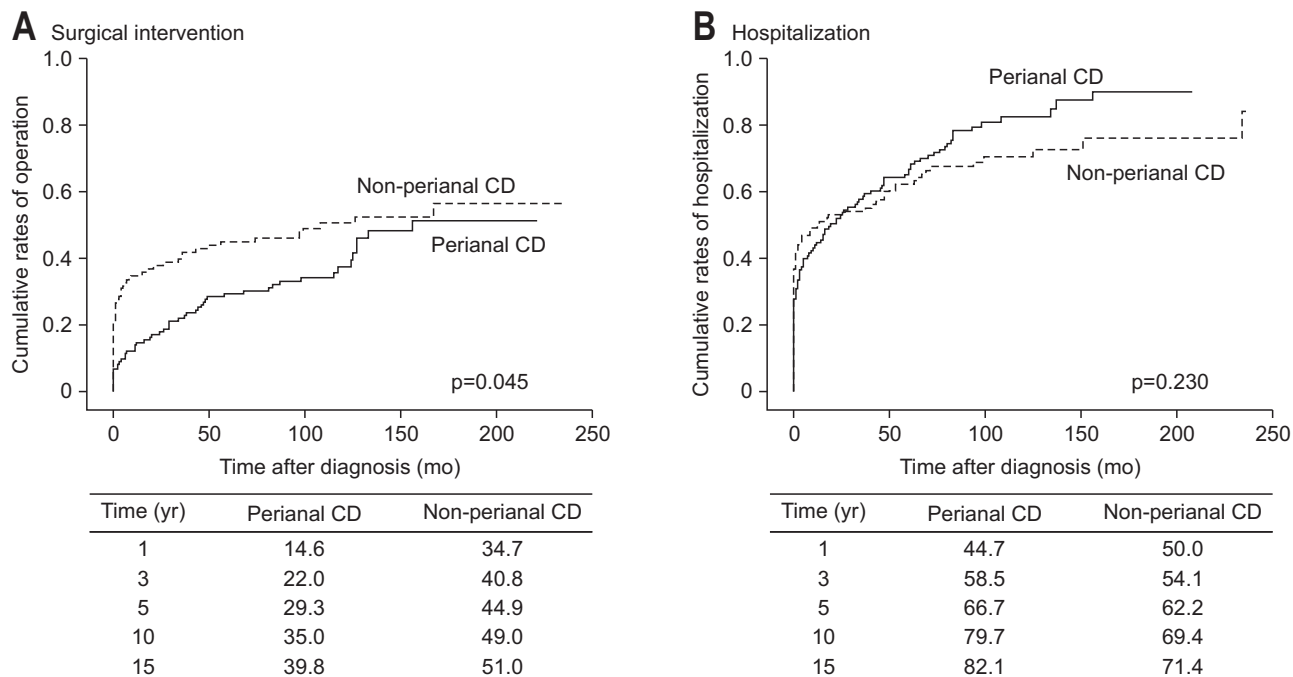 A Surgical intervention
1.0
0.8
0.6
0.4
0.2
0
Cumulative rates of operation
Non-perianal CD
Perianal CD
p=0.045
0 50 100 150 200 250
Time after diagnosis (mo)
Time (yr) Perianal CD Non-perianal CD
1 14.6 34.7
3 22.0 40.8
5 29.3 44.9
10 35.0 49.0
15 39.8 51.0
B Hospitalization
1.0
0.8
0.6
0.4
0.2
0
Cumulative rates of hospitalization
Perianal CD
Non-perianal CD
p=0.230
0 50 100 150 200 250
Time after diagnosis (mo)
Time (yr) Perianal CD Non-perianal CD
1 44.7 50.0
3 58.5 54.1
5 66.7 62.2
10 79.7 69.4
15 82.1 71.4